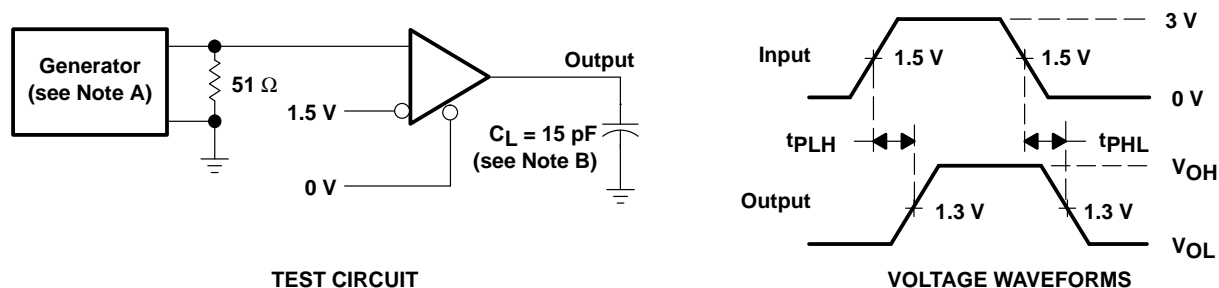 Generator
(see Note A)
51 Ω
1.5 V
0 V
Output
CL = 15 pF
(see Note B)
TEST CIRCUIT
Input
3 V
1.5 V
1.5 V
0 V
tPLH
tPHL
VOH
Output
1.3 V
1.3 V
VOL
VOLTAGE WAVEFORMS